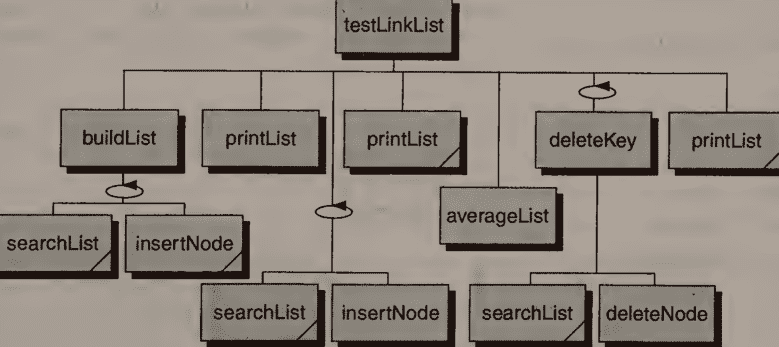 testLinkList
buildList
printList
printList
deleteKey
printList
averageList
searchList
insertNode
searchList
insertNode
searchList
deleteNode